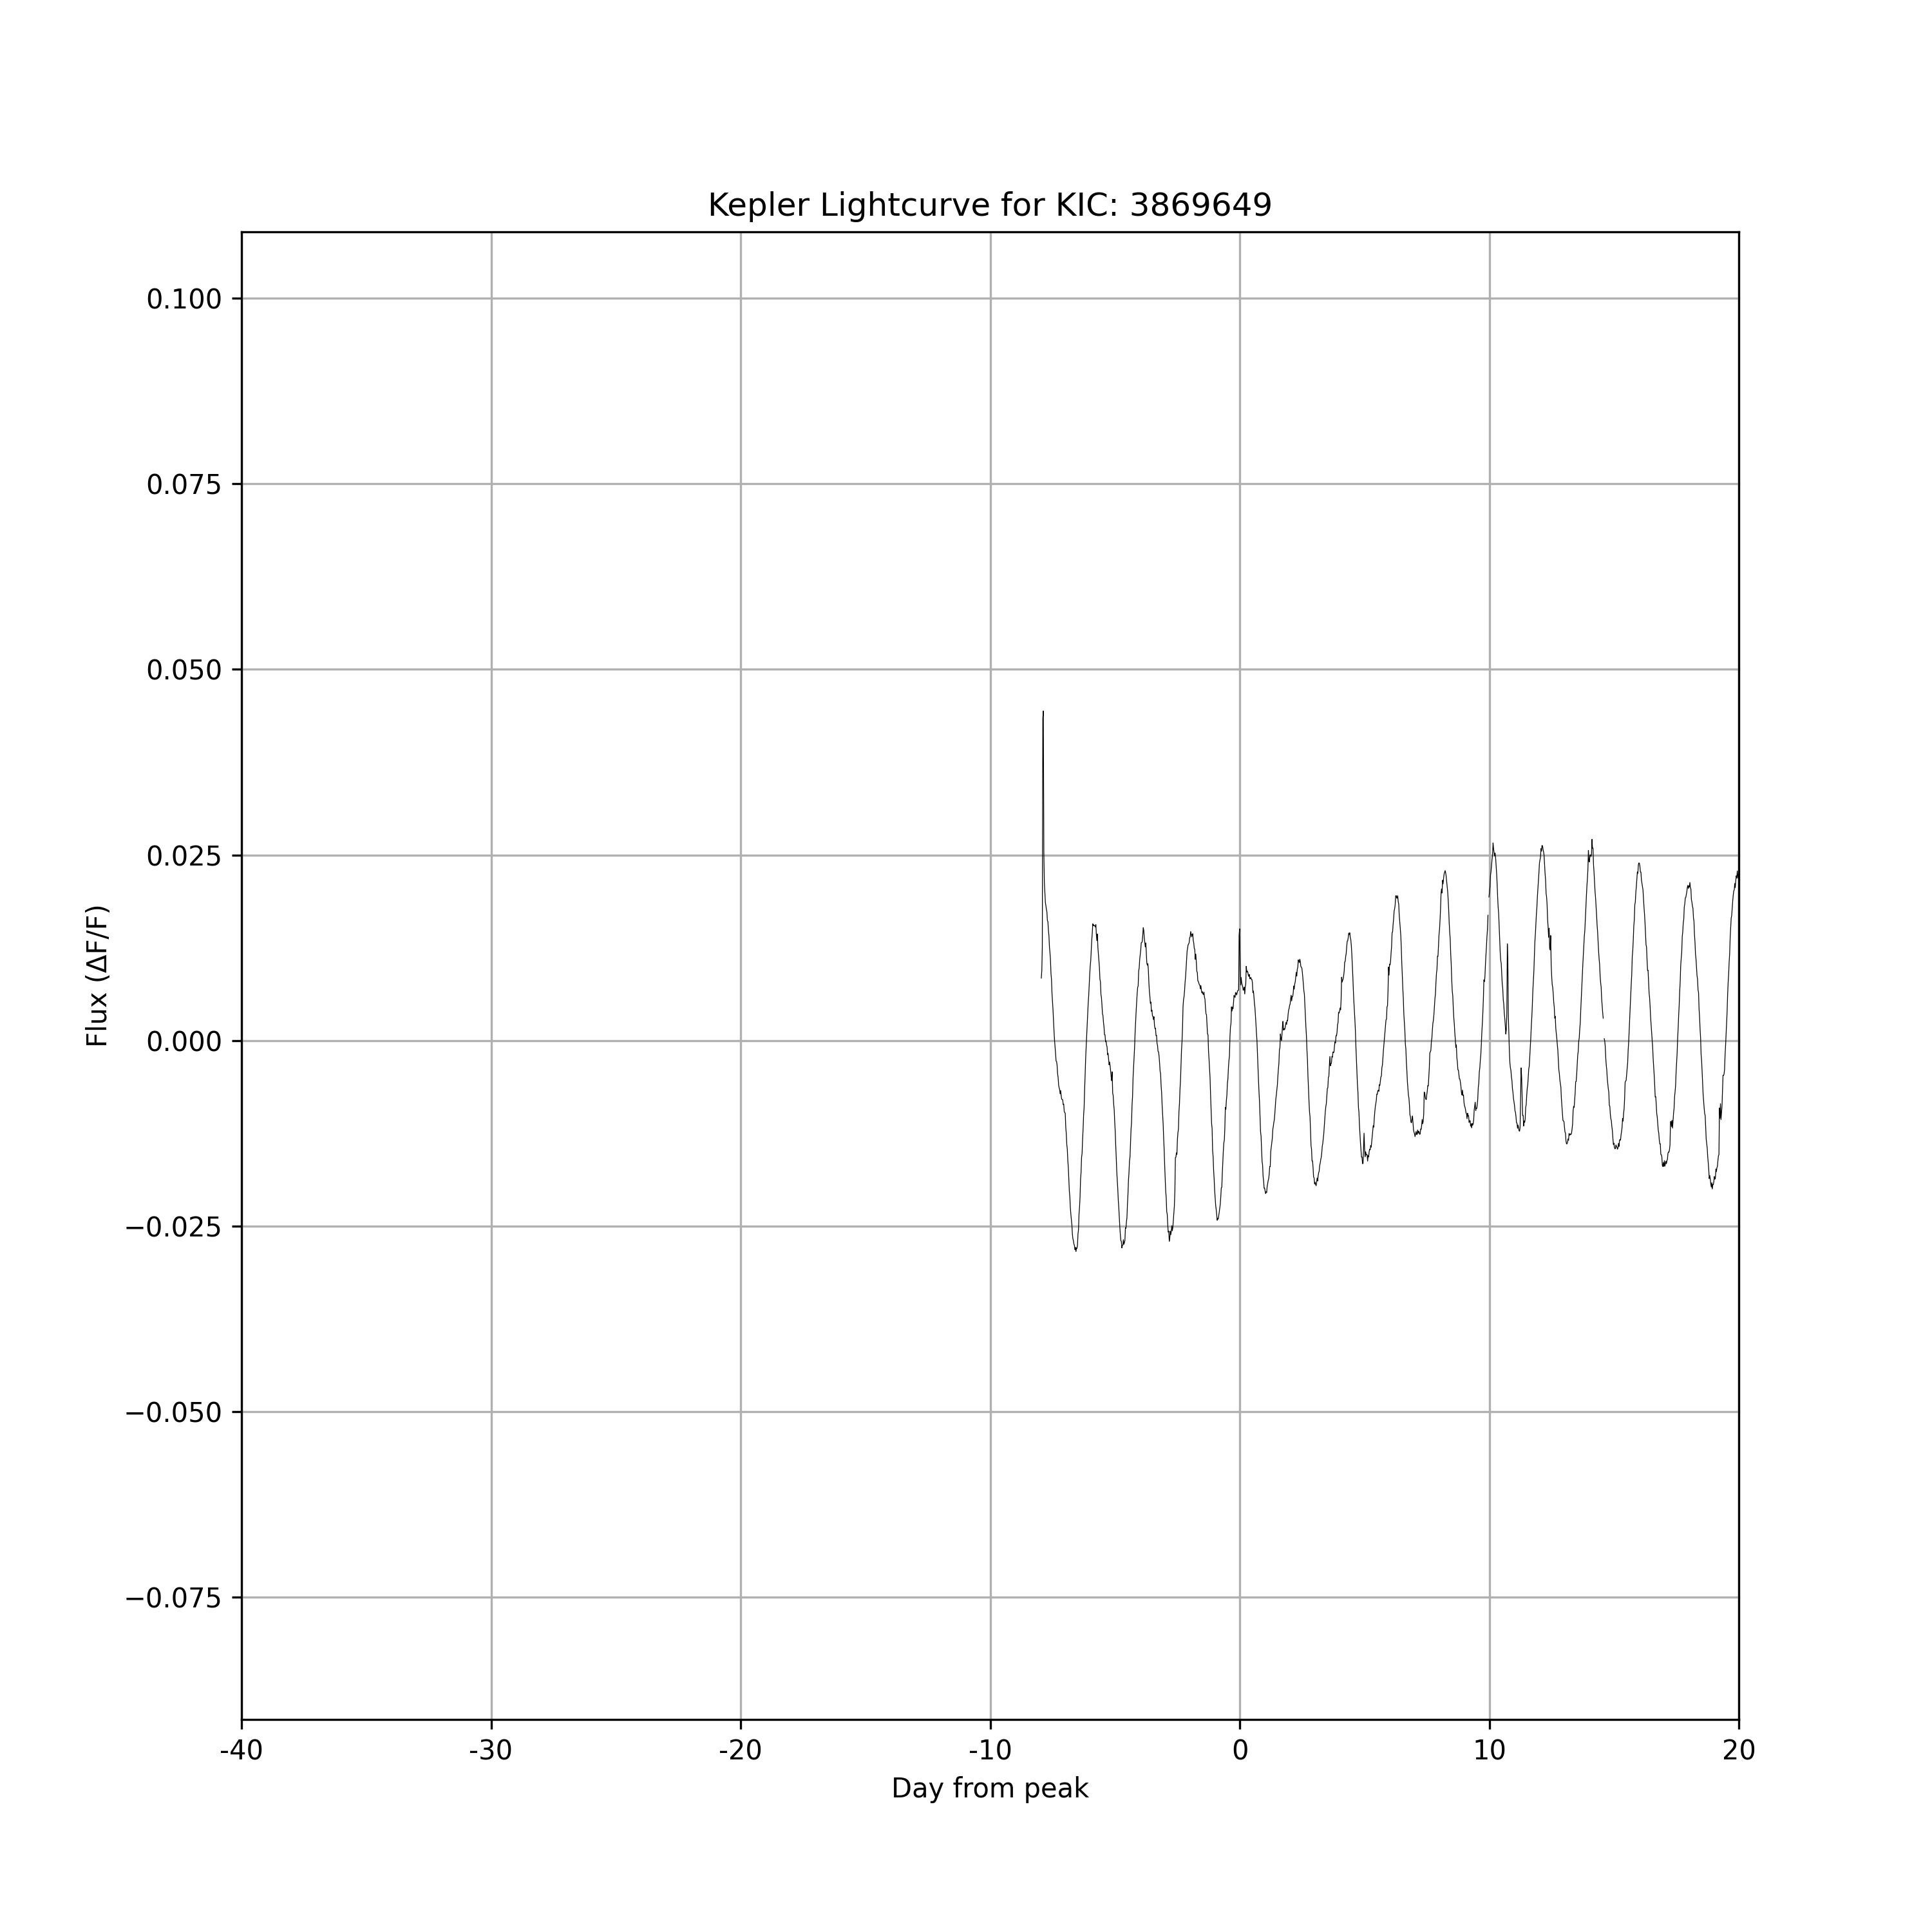 Kepler Lightcurve for KIC: 3869649
0.100
0.075
0.050
0.025
0.000
−0.025
−0.050
−0.075
Flux (ΔF/F)
-40 -30 -20 -10 0 10 20
Day from peak